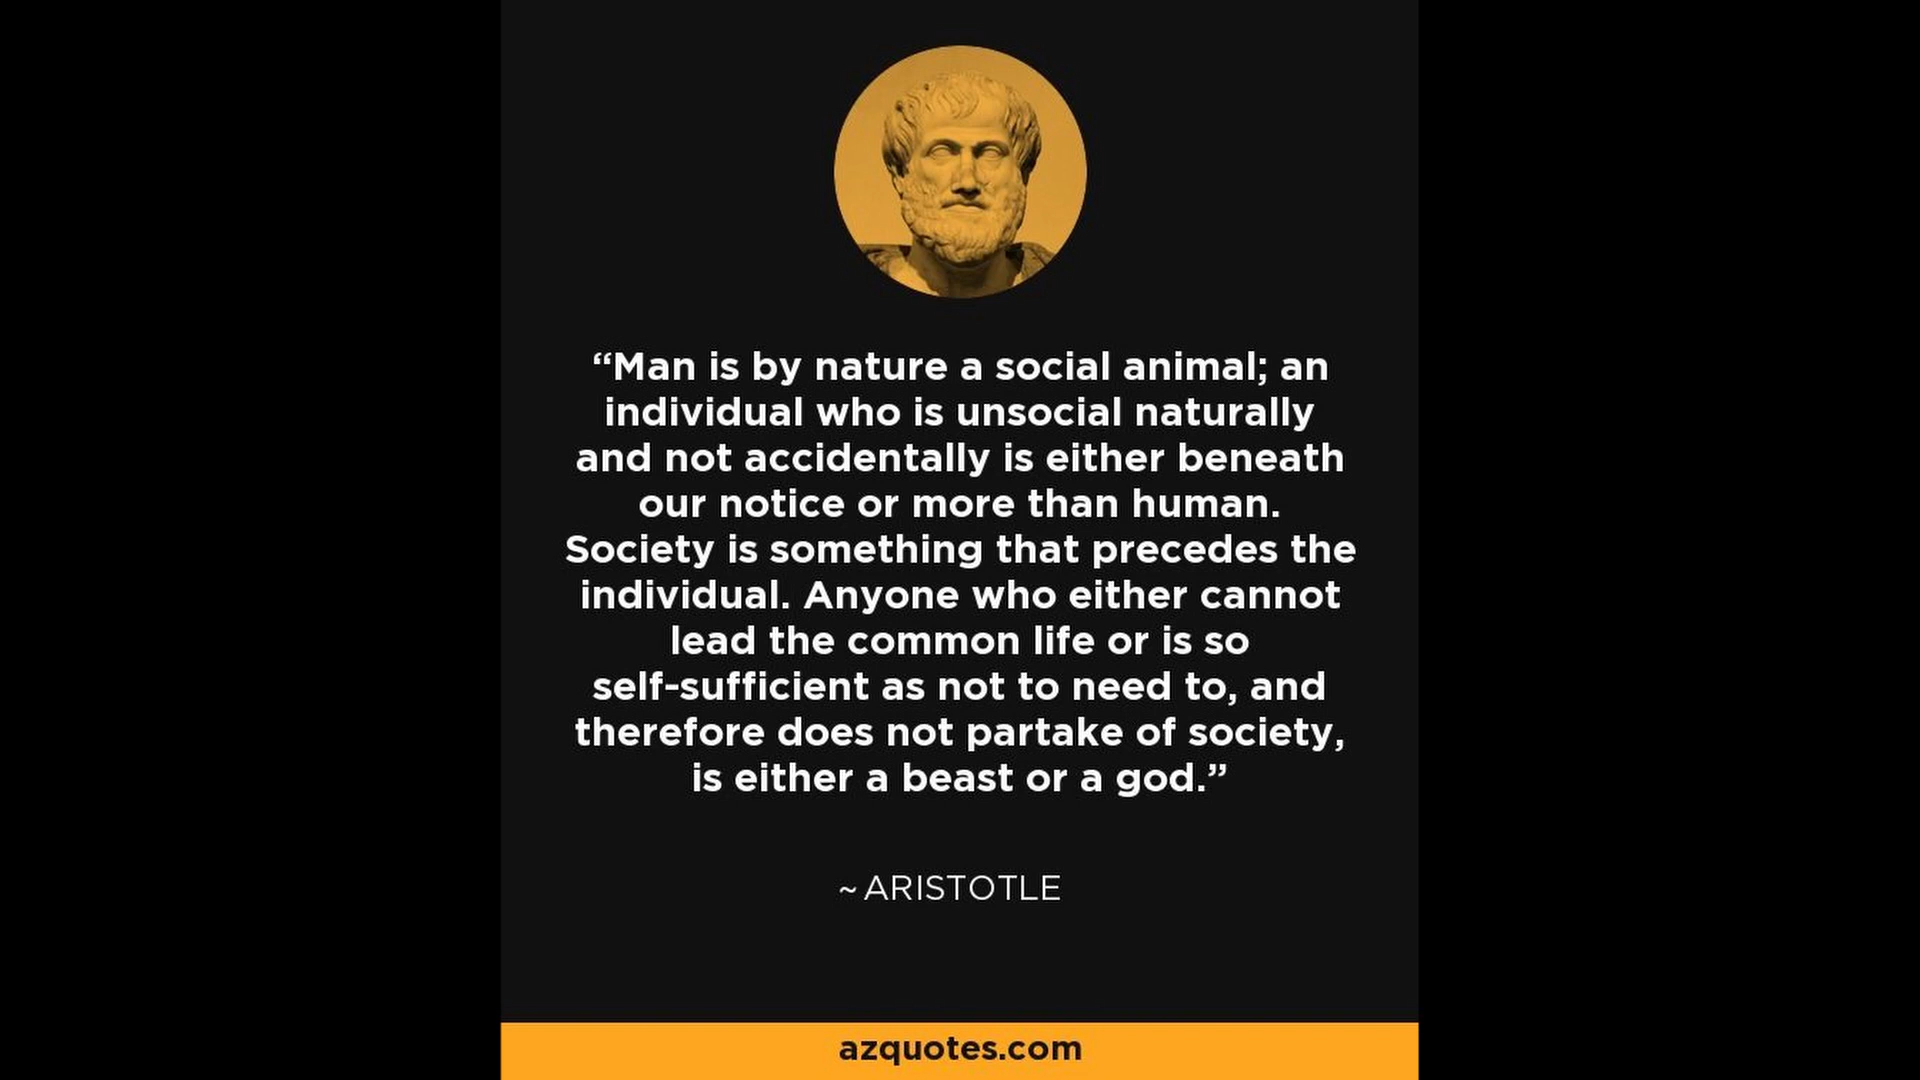 “Man is by nature a social animal; an
individual who is unsocial naturally
and not accidentally is either beneath
our notice or more than human.
Society is something that precedes the
individual. Anyone who either cannot
lead the common life or is so
self-sufficient as not to need to, and
therefore does not partake of society,
is either a beast or a god.”
~ ARISTOTLE
azquotes.com